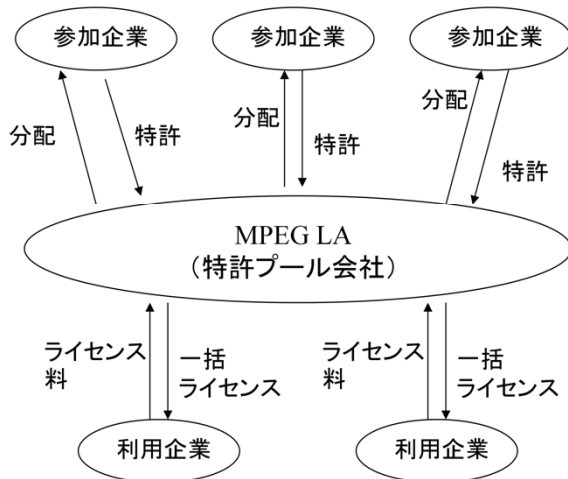 参加企業
参加企業
参加企業
分配
特許
分配
特許
分配
特許
MPEG LA
（特許プール会社）
ライセンス
料
一括
ライセンス
ライセンス
料
一括
ライセンス
利用企業
利用企業